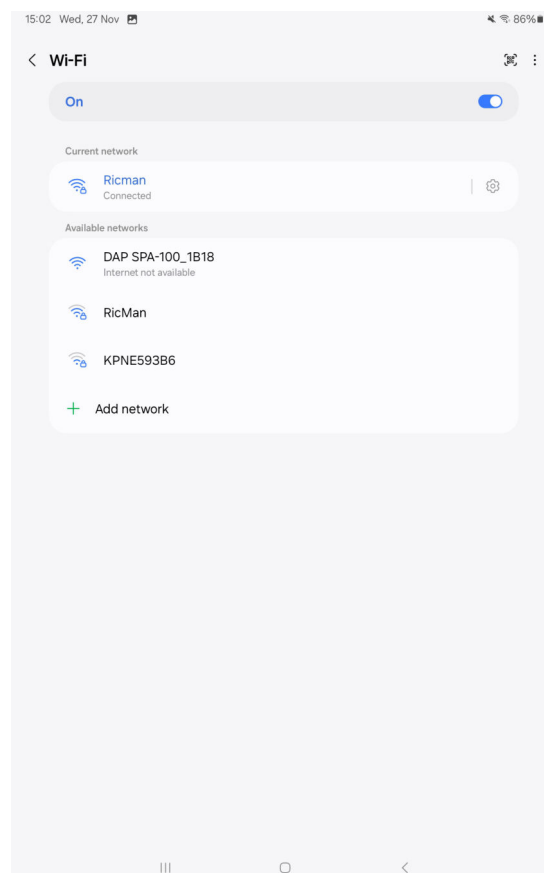 15:02 Wed, 27 Nov 86%
Wi-Fi
On
Current network
Ricman
Connected
Available networks
DAP SPA-100_1B18
Internet not available
RicMan
KPNE593B6
Add network